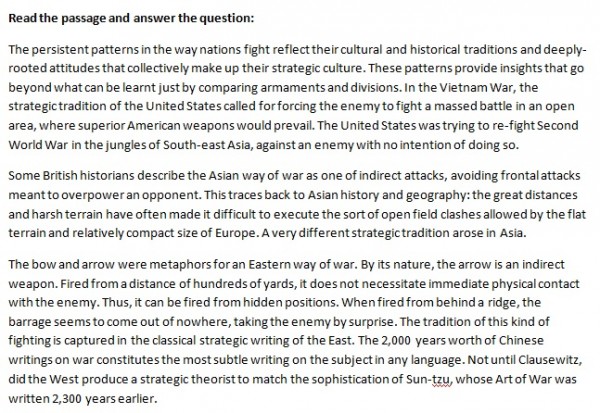 Read the passage and answer the question:
The persistent patterns in the way nations fight reflect their cultural and historical traditions and deeply-
rooted attitudes that collectively make up their strategic culture. These patterns provide insights that go
beyond what can be learnt just by comparing armaments and divisions. In the Vietnam War, the
strategic tradition of the United States called for forcing the enemy to fight a massed battle in an open
area, where superior American weapons would prevail. The United States was trying to re-fight Second
World War in the jungles of South-east Asia, against an enemy with no intention of doing so.
Some British historians describe the Asian way of war as one of indirect attacks, avoiding frontal attacks
meant to overpower an opponent. This traces back to Asian history and geography: the great distances
and harsh terrain have often made it difficult to execute the sort of open field clashes allowed by the flat
terrain and relatively compact size of Europe. A very different strategic tradition arose in Asia.
The bow and arrow were metaphors for an Eastern way of war. By its nature, the arrow is an indirect
weapon. Fired from a distance of hundreds of yards, it does not necessitate immediate physical contact
with the enemy. Thus, it can be fired from hidden positions. When fired from behind a ridge, the
barrage seems to come out of nowhere, taking the enemy by surprise. The tradition of this kind of
fighting is captured in the classical strategic writing of the East. The 2,000 years worth of Chinese
writings on war constitutes the most subtle writing on the subject in any language. Not until Clausewitz,
did the West produce a strategic theorist to match the sophistication of Sun-tzu, whose Art of War was
written 2,300 years earlier.